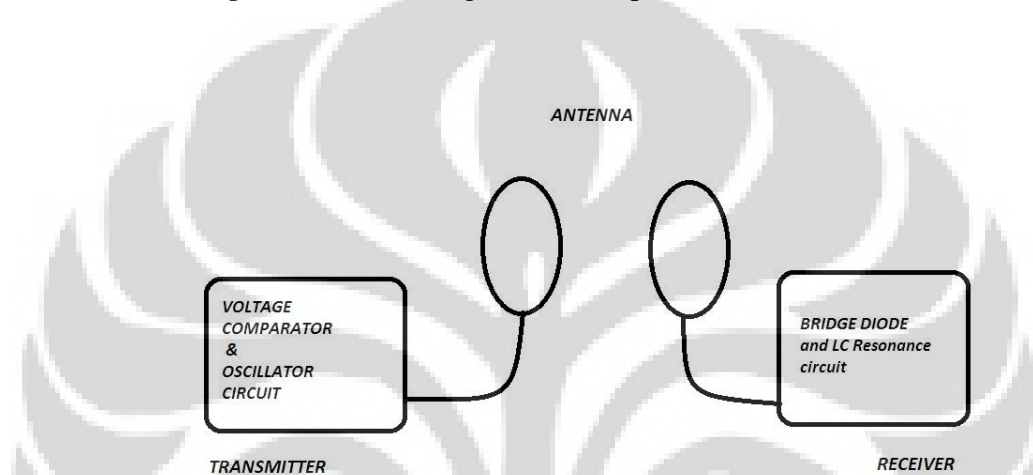 ANTENNA
VOLTAGE
COMPARATOR
&
OSCILLATOR
CIRCUIT
BRIDGE DIODE
and LC Resonance
circuit
TRANSMITTER
RECEIVER